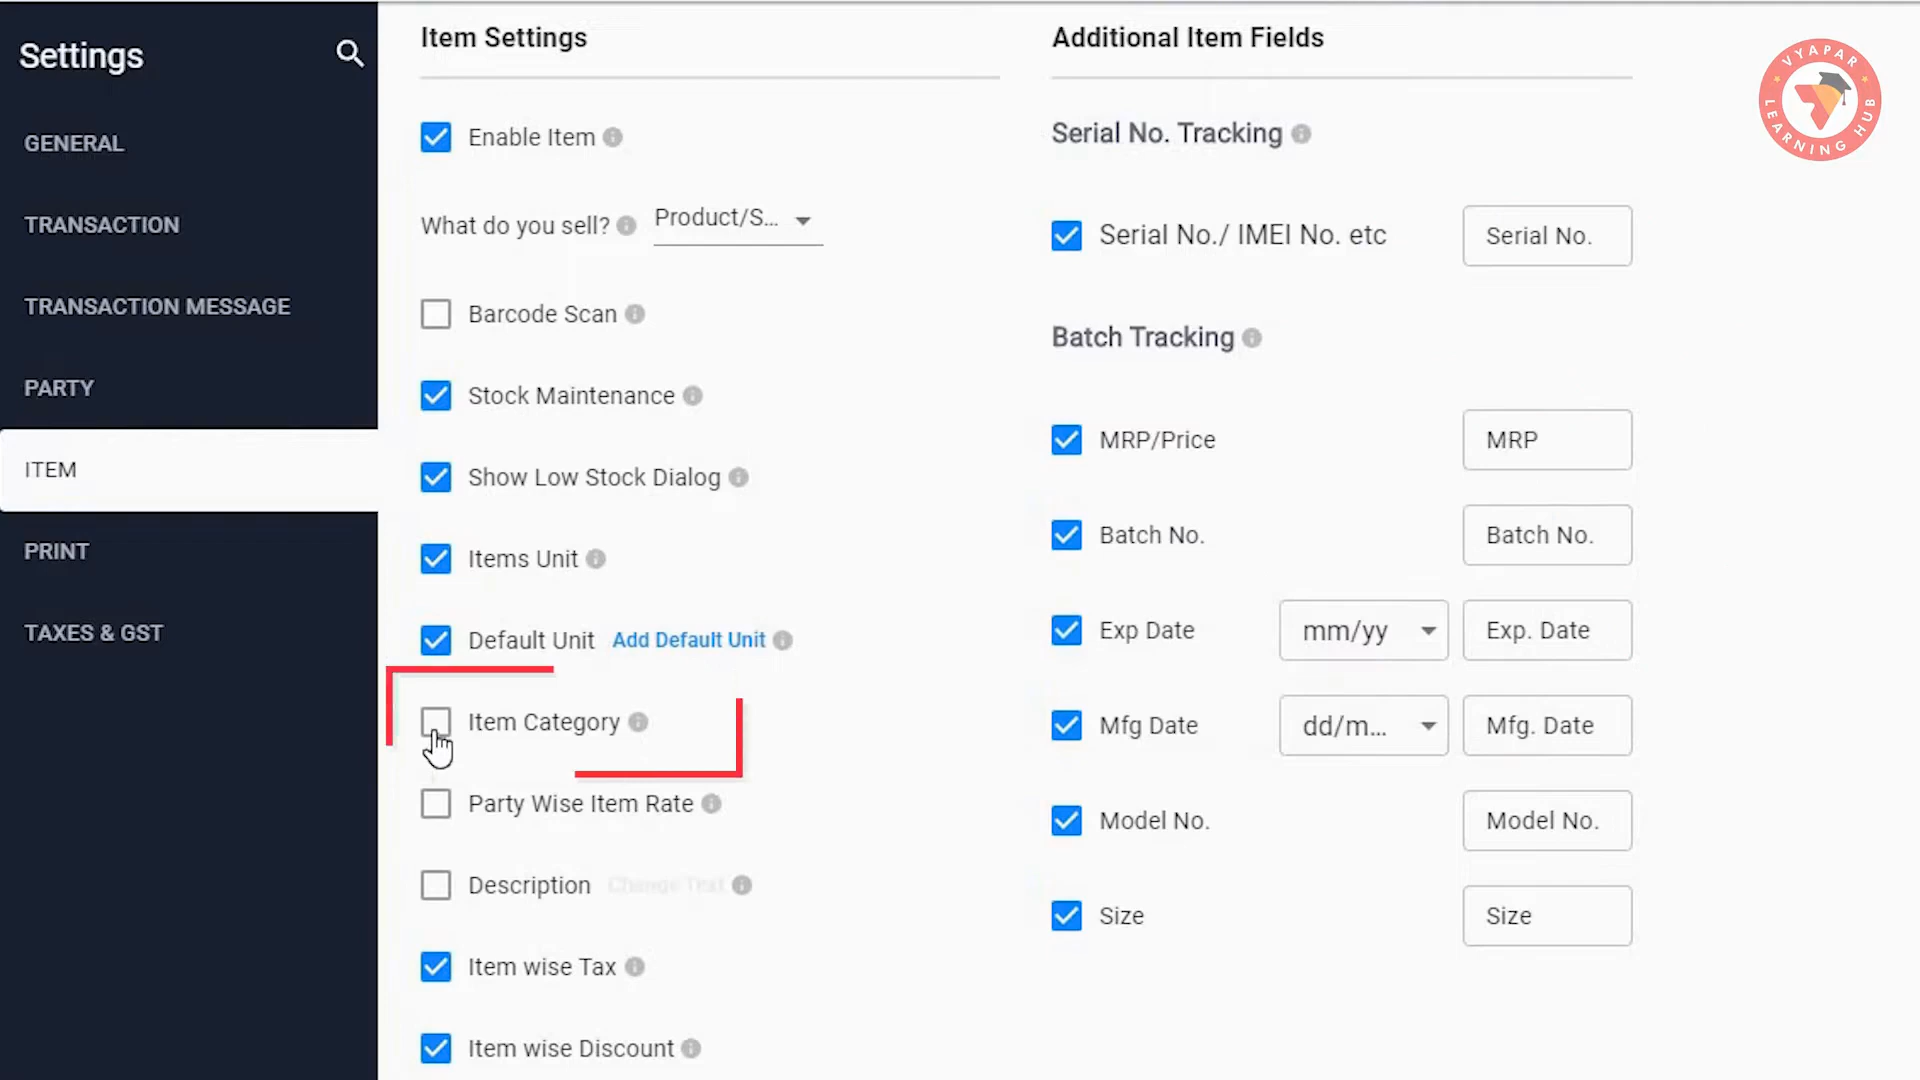 Settings
GENERAL
TRANSACTION
TRANSACTION MESSAGE
PARTY
ITEM
PRINT
TAXES & GST
Item Settings
Enable Item
What do you sell? Product/S...
Barcode Scan
Stock Maintenance
Show Low Stock Dialog
Items Unit
Default Unit Add Default Unit
Item Category
Party Wise Item Rate
Description Change Text
Item wise Tax
Item wise Discount
Additional Item Fields
Serial No. Tracking
Serial No./ IMEI No. etc Serial No.
Batch Tracking
MRP/Price MRP
Batch No. Batch No.
Exp Date mm/yy Exp. Date
Mfg Date dd/m... Mfg. Date
Model No. Model No.
Size Size
VYAPAR
LEARNING HUB